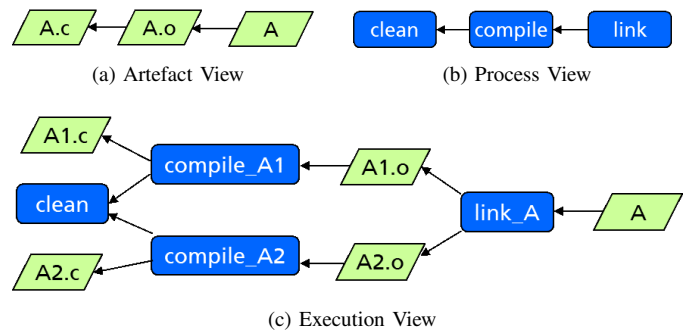 A.c A.o A
clean compile link
(a) Artefact View
(b) Process View
A1.c
compile_A1
A1.o
clean
link_A
A
compile_A2
A2.o
A2.c
(c) Execution View